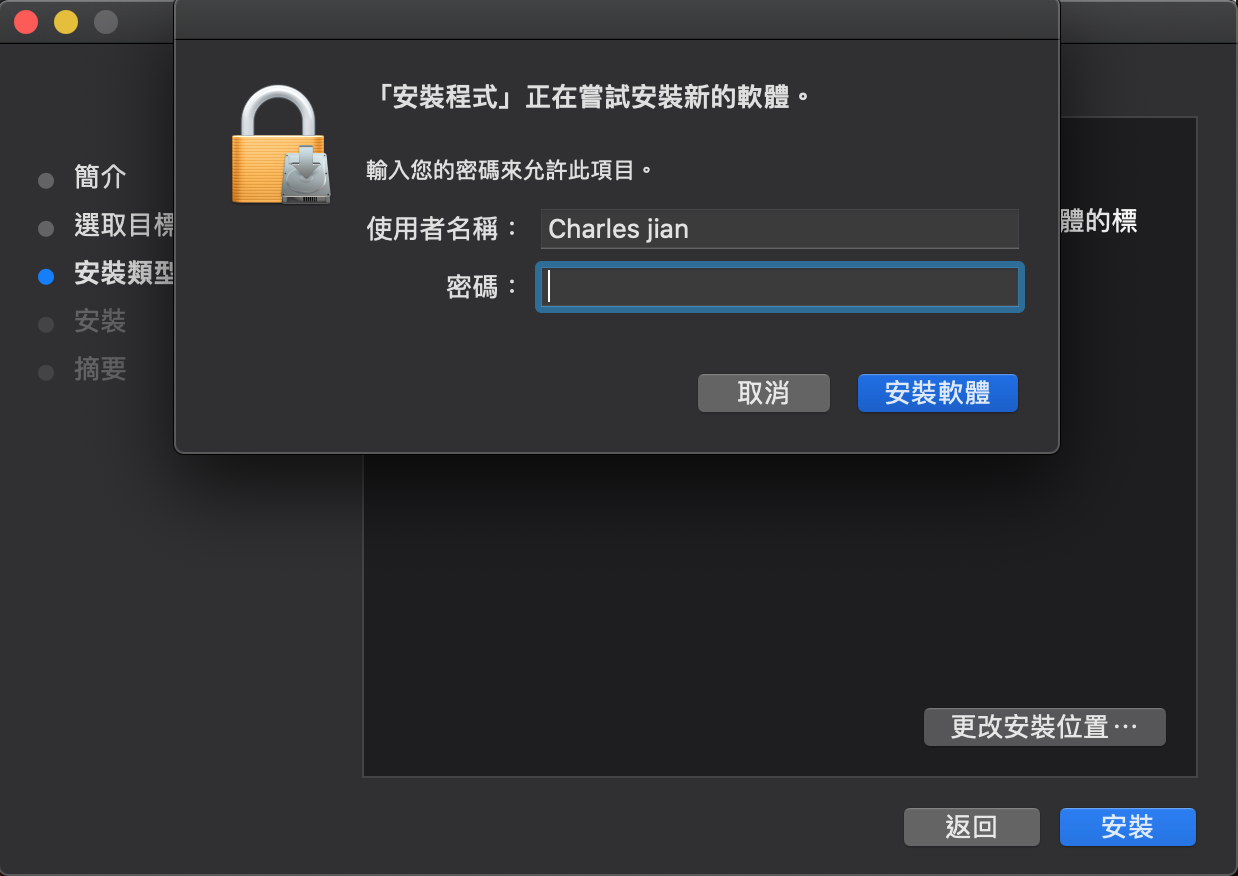 「安裝程式」正在嘗試安裝新的軟體。
輸入您的密碼來允許此項目。
使用者名稱： Charles jian
密碼：
取消 安裝軟體
簡介
選取目標
體的標
安裝類型
安裝
摘要
更改安裝位置…
返回 安裝